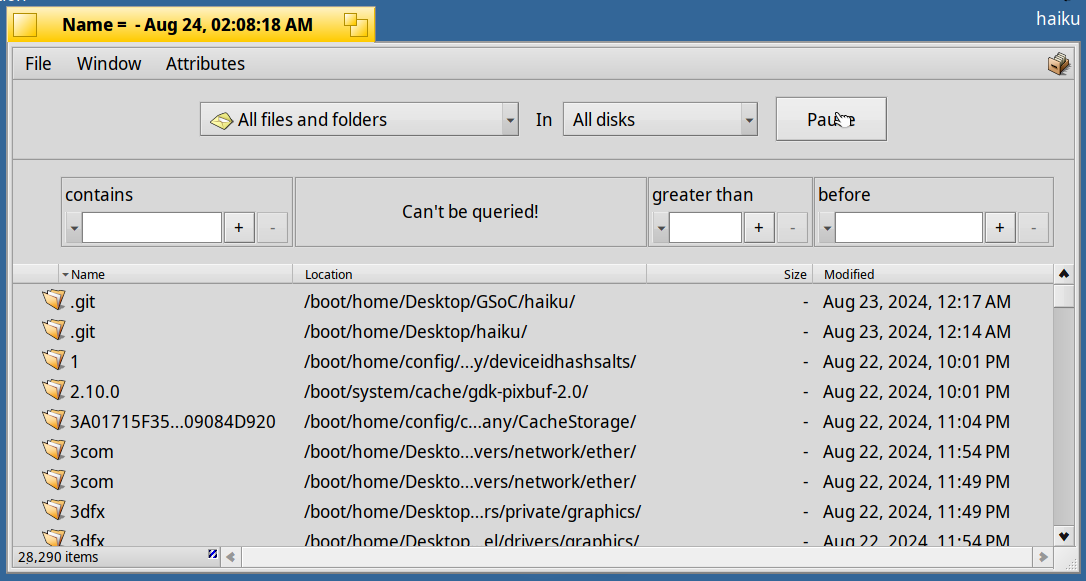 Name = - Aug 24, 02:08:18 AM
haiku
File Window Attributes
All files and folders In All disks Pause
contains greater than before
Can't be queried!
+ - + - + -
Name Location Size Modified
.git /boot/home/Desktop/GSoC/haiku/ - Aug 23, 2024, 12:17 AM
.git /boot/home/Desktop/haiku/ - Aug 23, 2024, 12:14 AM
1 /boot/home/config/...y/deviceidhashsalts/ - Aug 22, 2024, 10:01 PM
2.10.0 /boot/system/cache/gdk-pixbuf-2.0/ - Aug 22, 2024, 10:01 PM
3A01715F35...09084D920 /boot/home/config/c...any/CacheStorage/ - Aug 22, 2024, 11:04 PM
3com /boot/home/Deskto...vers/network/ether/ - Aug 22, 2024, 11:54 PM
3com /boot/home/Deskto...vers/network/ether/ - Aug 22, 2024, 11:49 PM
3dfx /boot/home/Desktop...rs/private/graphics/ - Aug 22, 2024, 11:49 PM
3dfx /boot/home/Desktop...el/drivers/graphics/ - Aug 22, 2024, 11:54 PM
28,290 items